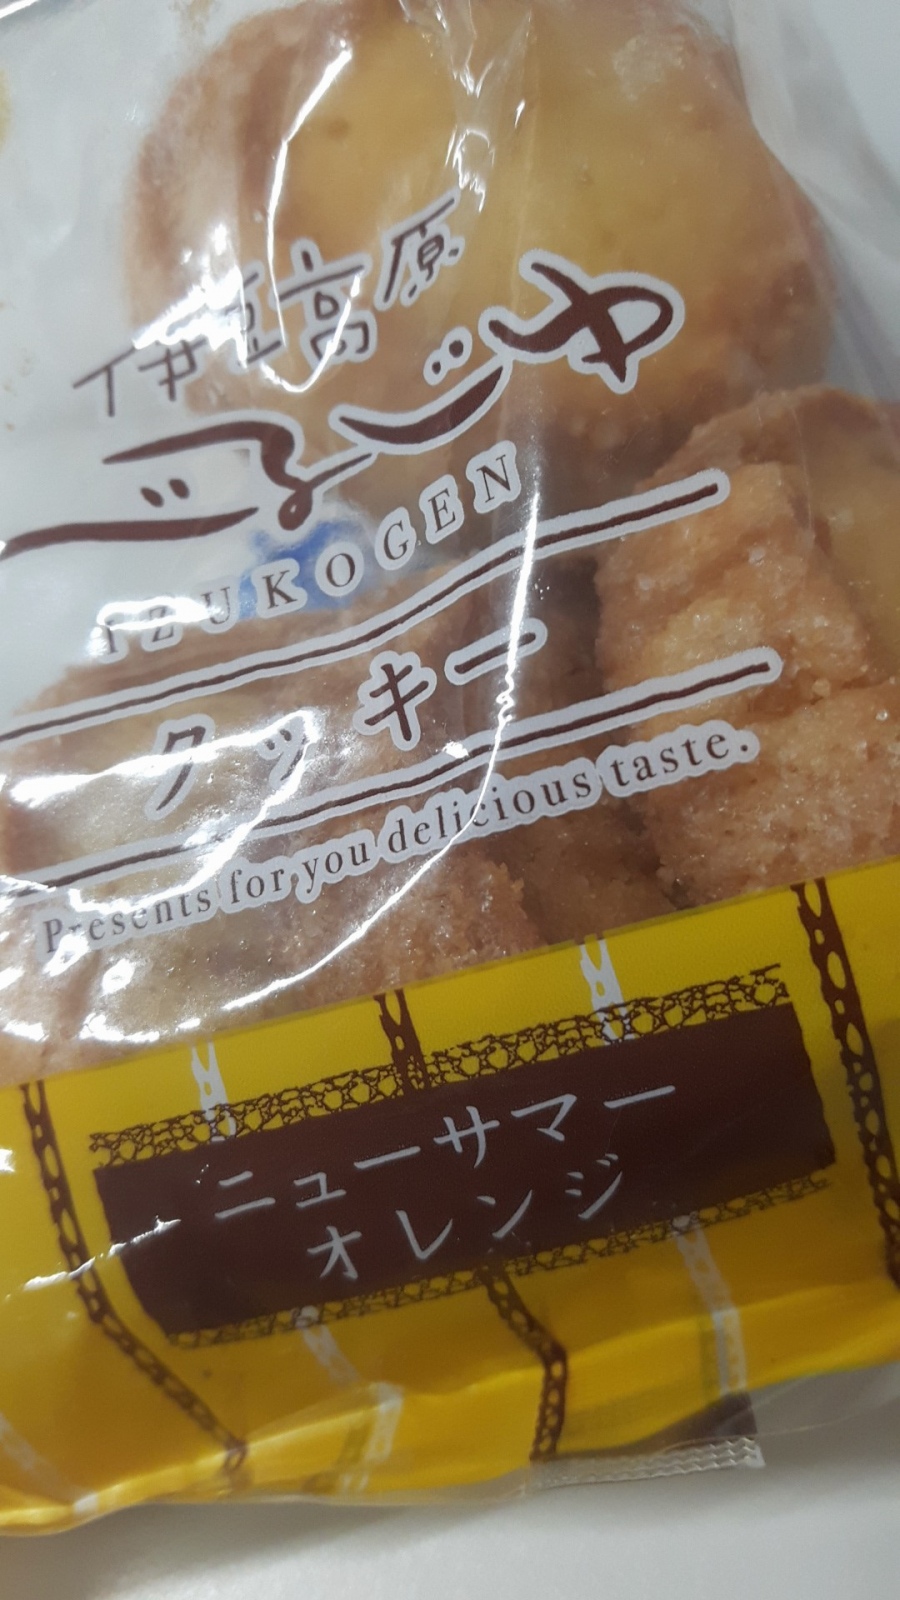 伊豆高原
IZUKOGEN
クッキー
Presents for you delicious taste.
ニューサマー
オレンジ